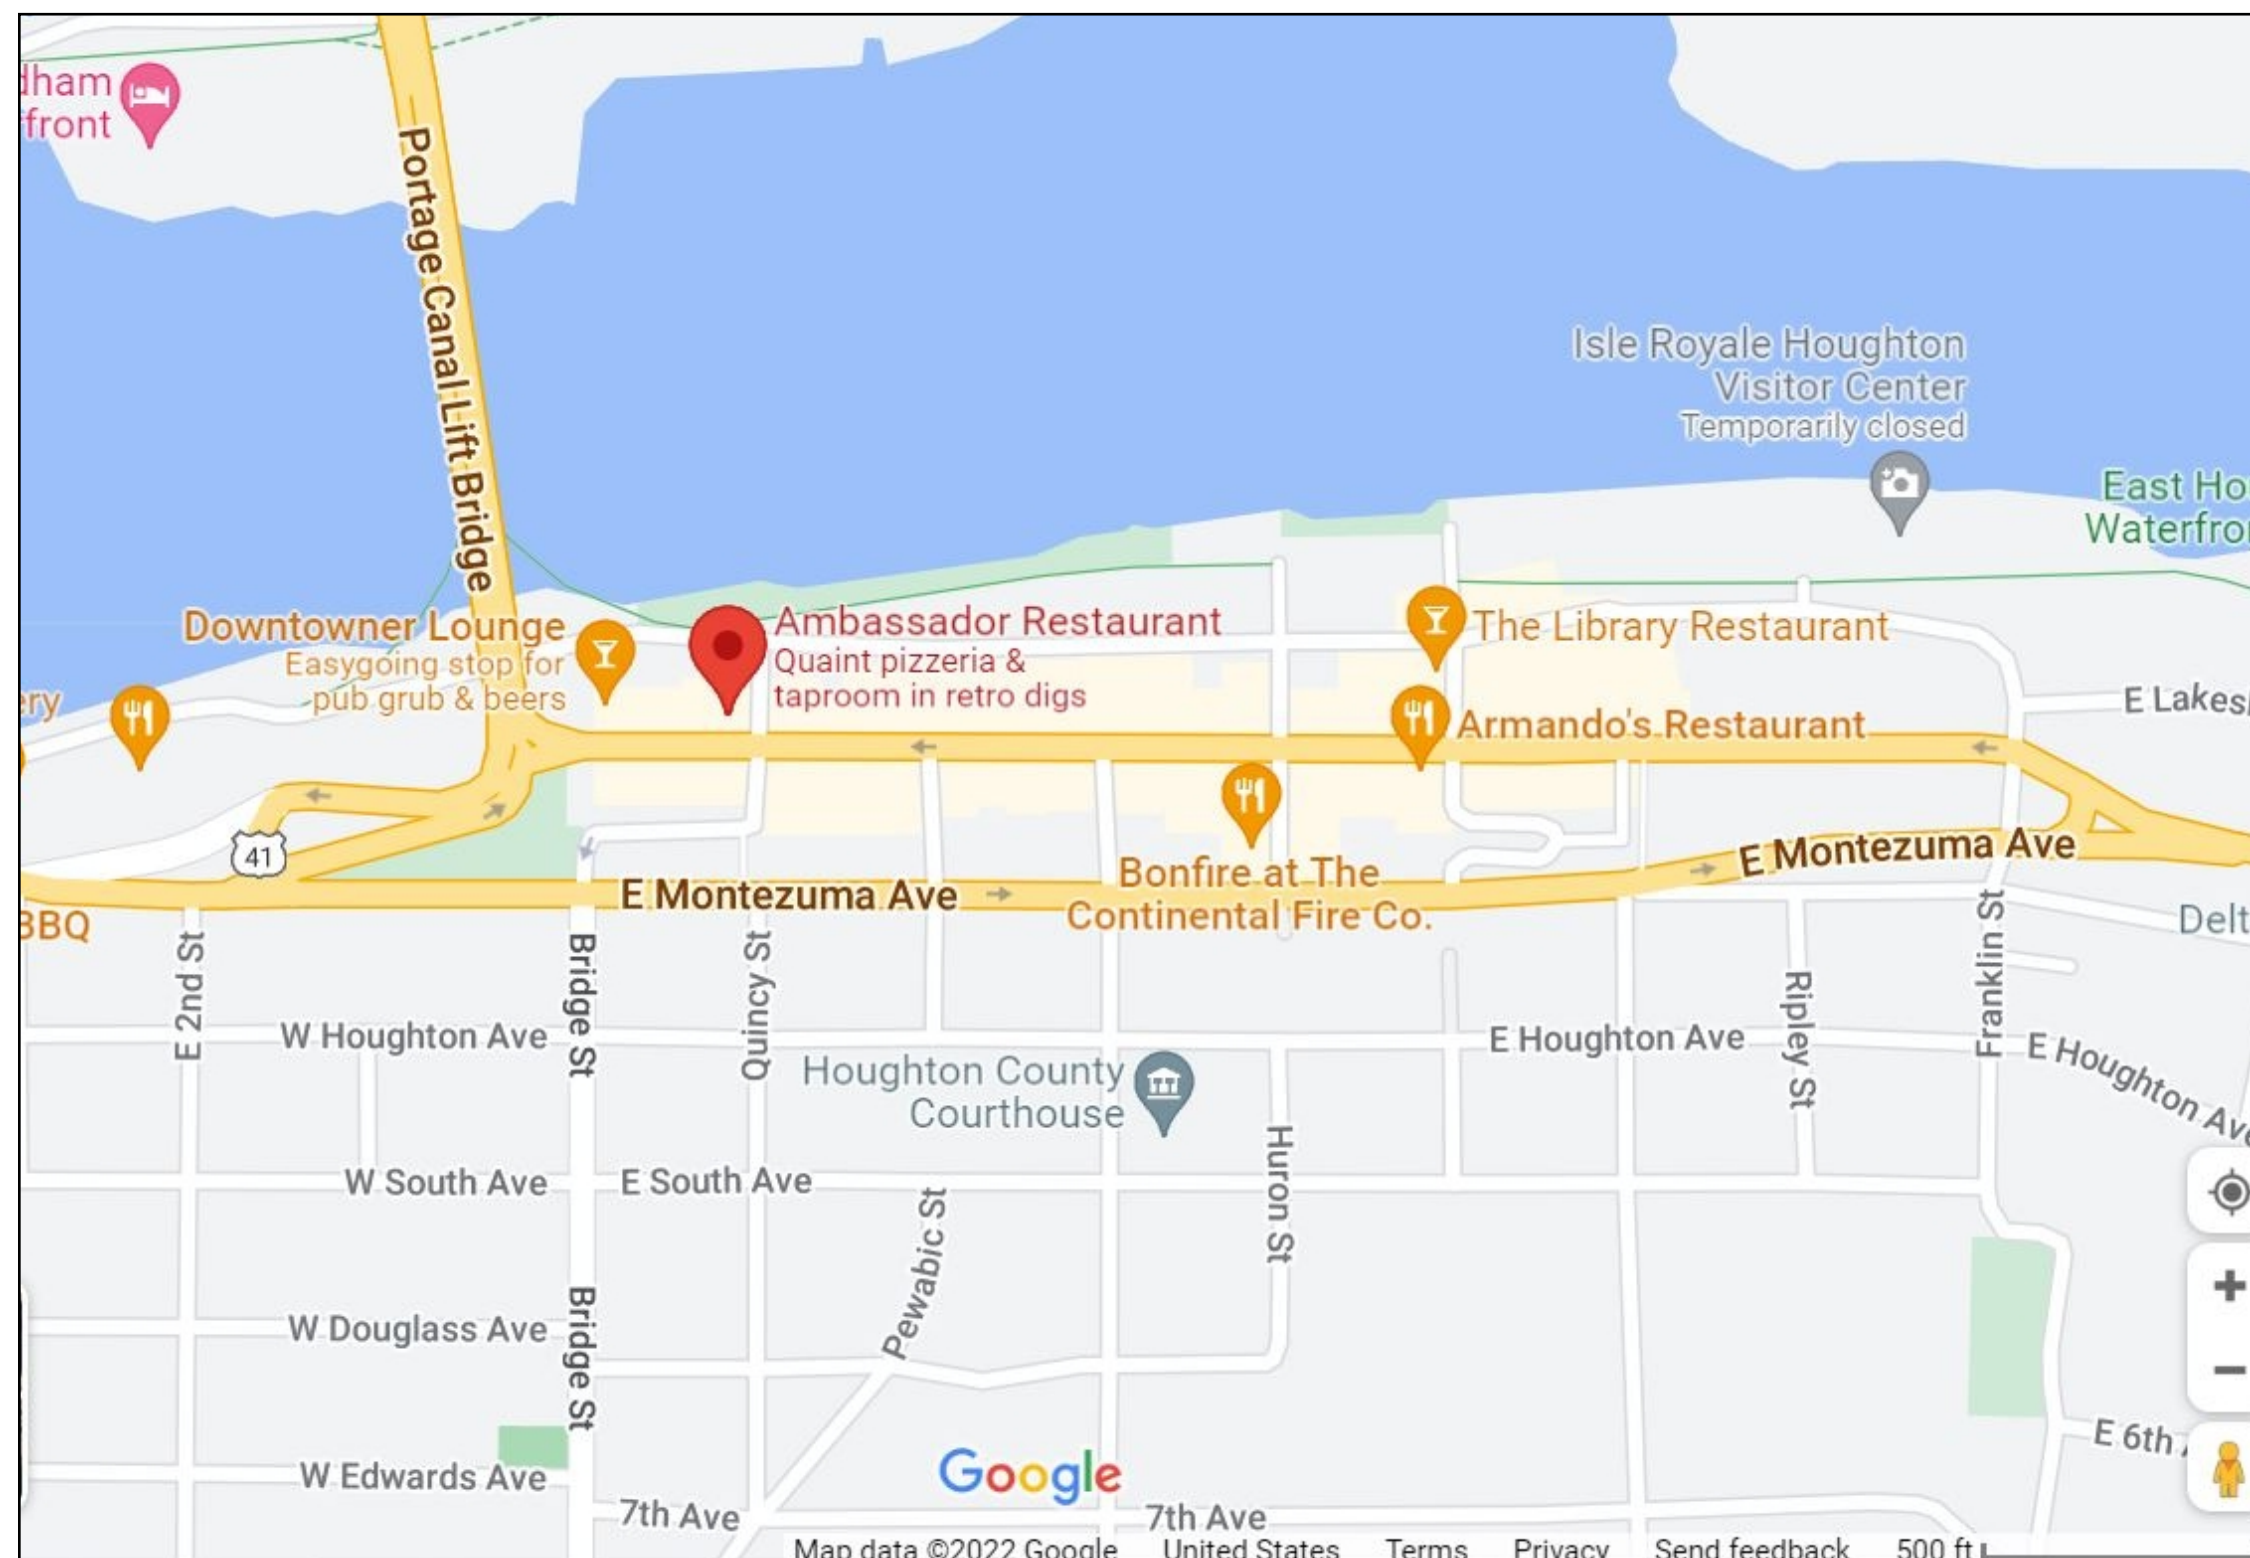 dham
ffront
Portage Canal Lift Bridge
Isle Royale Houghton
Visitor Center
Temporarily closed
East Ho
Waterfro
Downtowner Lounge
Easygoing stop for
pub grub & beers
Ambassador Restaurant
Quaint pizzeria &
taproom in retro digs
The Library Restaurant
ery
E Lakes
Armando's Restaurant
41
E Montezuma Ave
E Montezuma Ave
Bonfire at The
Continental Fire Co.
BBQ
Delt
E 2nd St
Bridge St
Quincy St
Ripley St
Franklin St
W Houghton Ave
E Houghton Ave
E Houghton Ave
Houghton County
Courthouse
Huron St
W South Ave
E South Ave
Pewabic St
W Douglass Ave
Bridge St
E 6th
W Edwards Ave
Google
7th Ave
7th Ave
Map data ©2022 Google
United States
Terms
Privacy
Send feedback
500 ft